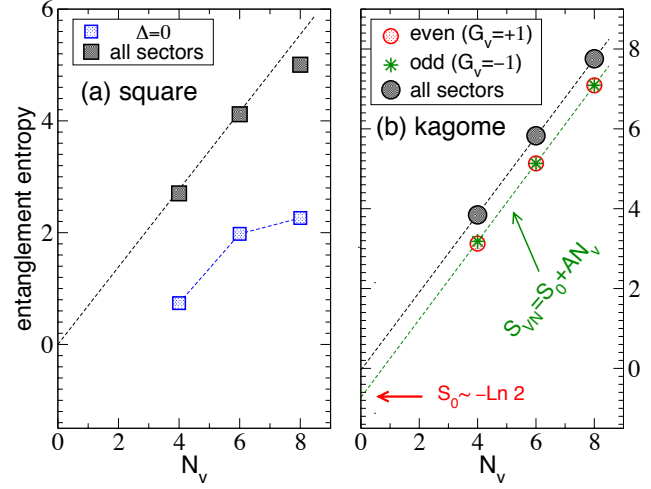 entanglement entropy
6
4
2
0
Δ=0
all sectors
(a) square
0 2 4 6 8
N_v
even (G_v=+1)
odd (G_v=−1)
all sectors
(b) kagome
S_VN=S_0+AN_v
S_0∼ −Ln 2
8
6
4
2
0
0 2 4 6 8
N_v